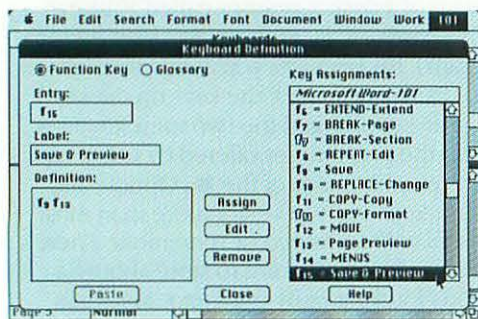 File Edit Search Format Font Document Window Work 101
Keyboards
Keyboard Definition
Function Key Glossary
Entry:
f15
Label:
Save & Preview
Definition:
f9 f13
Assign
Edit .
Remove
Paste
Close
Help
Key Assignments:
Microsoft Word-101
f6 = EXTEND-Extend
f7 = BREAK-Page
= BREAK-Section
f8 = REPEAT-Edit
f9 = Save
f10 = REPLACE-Change
f11 = COPY-Copy
= COPY-Format
f12 = MOVE
f13 = Page Preview
f14 = MENUS
f15 = Save & Preview
Page 5 Normal